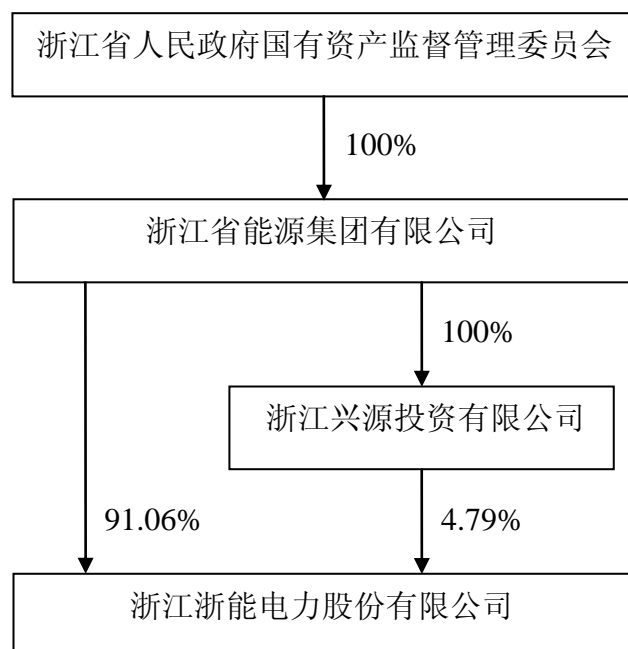 浙江省人民政府国有资产监督管理委员会
100%
浙江省能源集团有限公司
100%
浙江兴源投资有限公司
91.06%
4.79%
浙江浙能电力股份有限公司